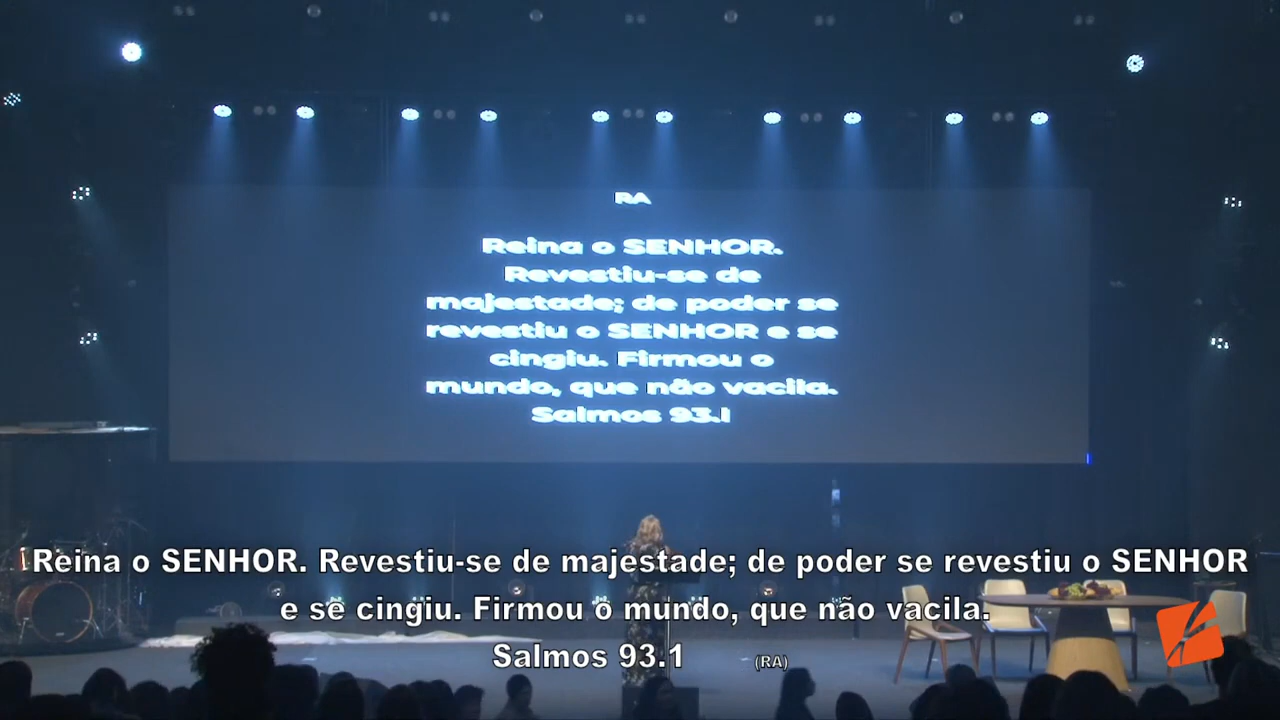 RA
Reina o SENHOR.
Revestiu-se de
majestade; de poder se
revestiu o SENHOR e se
cingiu. Firmou o
mundo, que não vacila.
Salmos 93.1
Reina o SENHOR. Revestiu-se de majestade; de poder se revestiu o SENHOR
e se cingiu. Firmou o mundo, que não vacila.
Salmos 93.1 (RA)